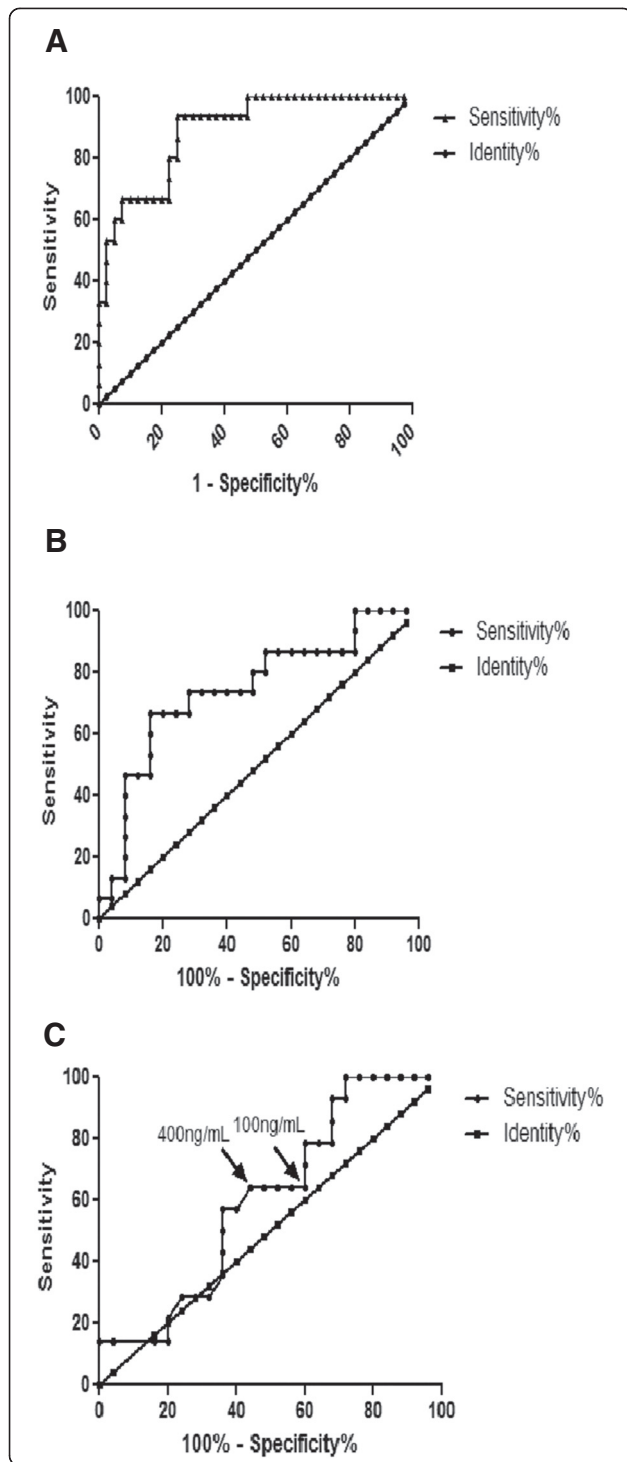 A
100
80
60
40
20
0
Sensitivity
0 20 40 60 80 100
1 - Specificity%
Sensitivity%
Identity%
B
100
80
60
40
20
0
Sensitivity
0 20 40 60 80 100
100% - Specificity%
Sensitivity%
Identity%
C
100
80
60
40
20
0
Sensitivity
400ng/mL
100ng/mL
0 20 40 60 80 100
100% - Specificity%
Sensitivity%
Identity%